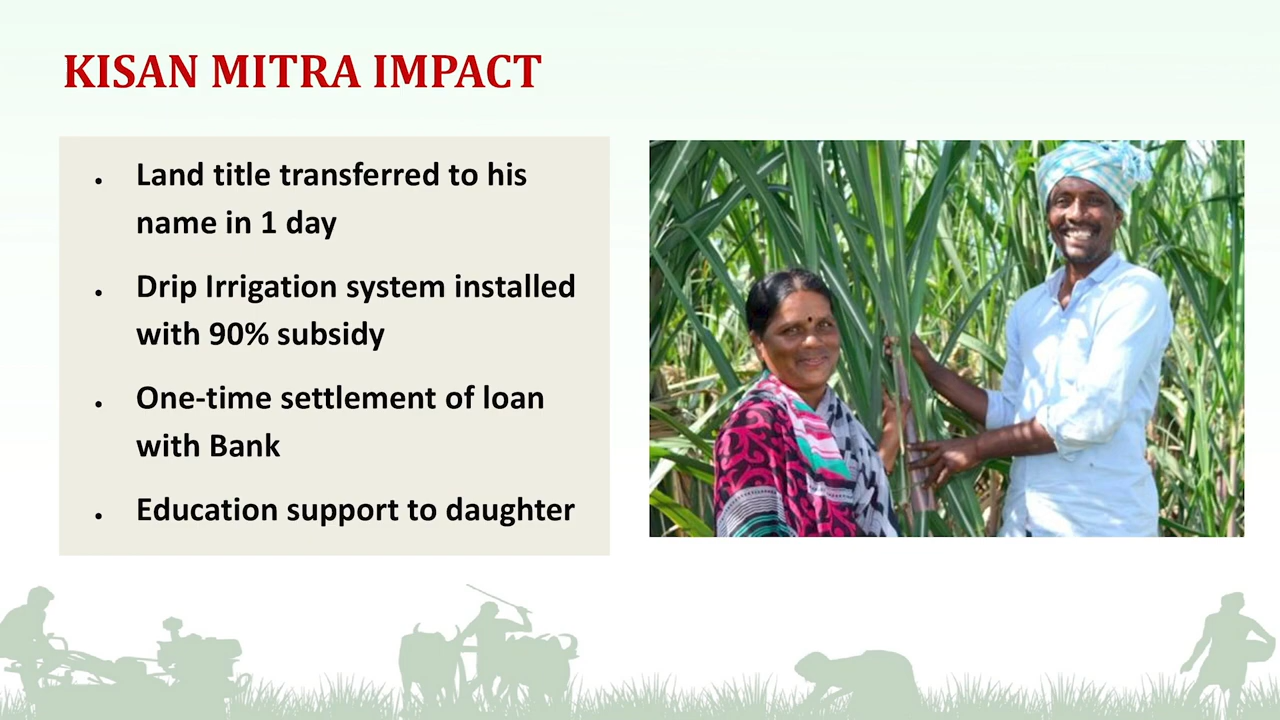 KISAN MITRA IMPACT
• Land title transferred to his
name in 1 day
• Drip Irrigation system installed
with 90% subsidy
• One-time settlement of loan
with Bank
• Education support to daughter